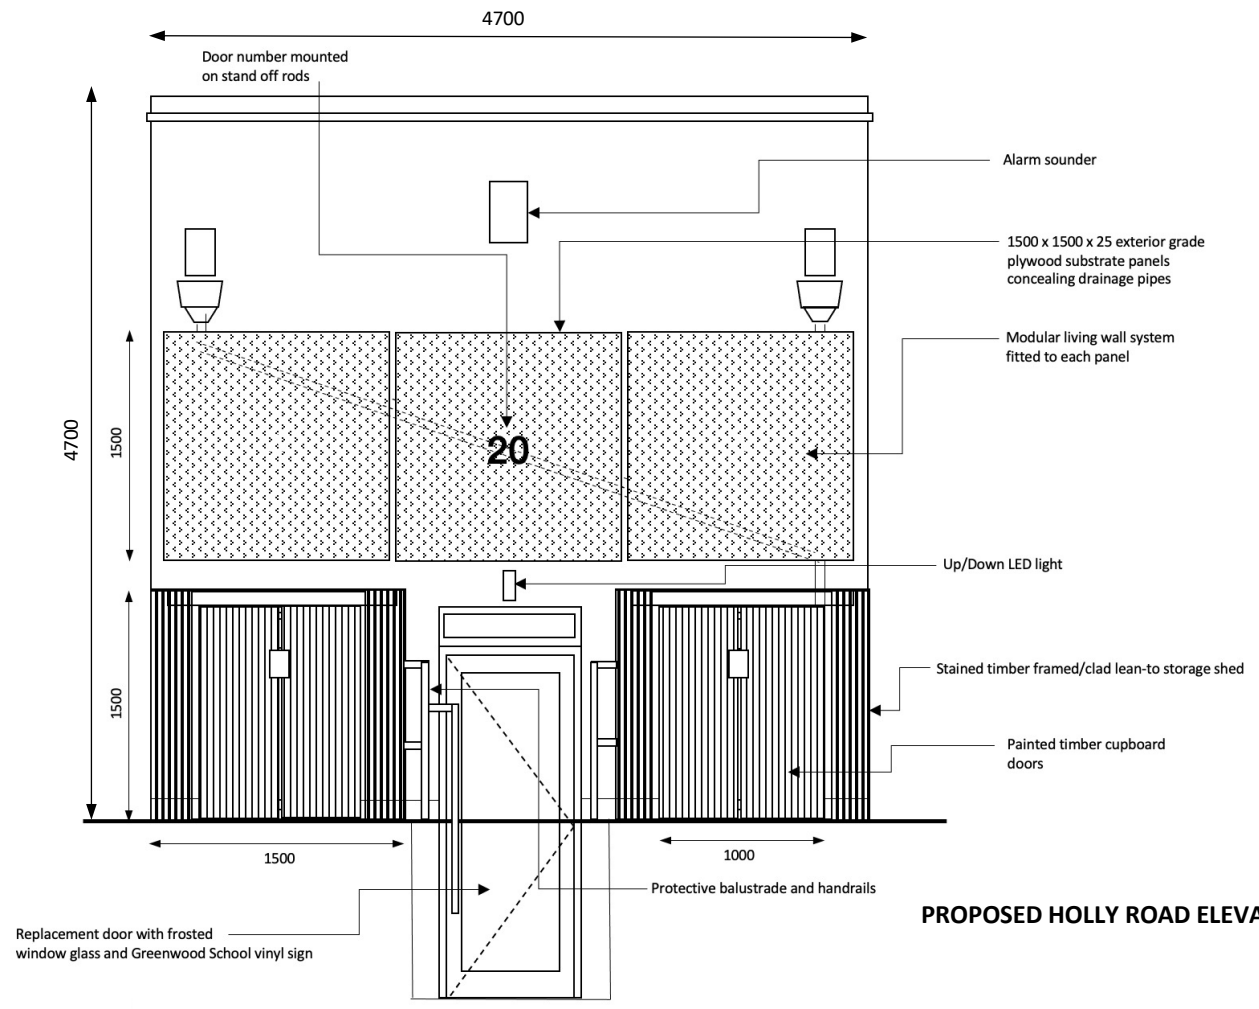 4700
Door number mounted
on stand off rods
Alarm sounder
1500 x 1500 x 25 exterior grade
plywood substrate panels
concealing drainage pipes
Modular living wall system
fitted to each panel
4700
1500
20
Up/Down LED light
Stained timber framed/clad lean-to storage shed
1500
Painted timber cupboard
doors
1500
1000
Protective balustrade and handrails
PROPOSED HOLLY ROAD ELEVA
Replacement door with frosted
window glass and Greenwood School vinyl sign